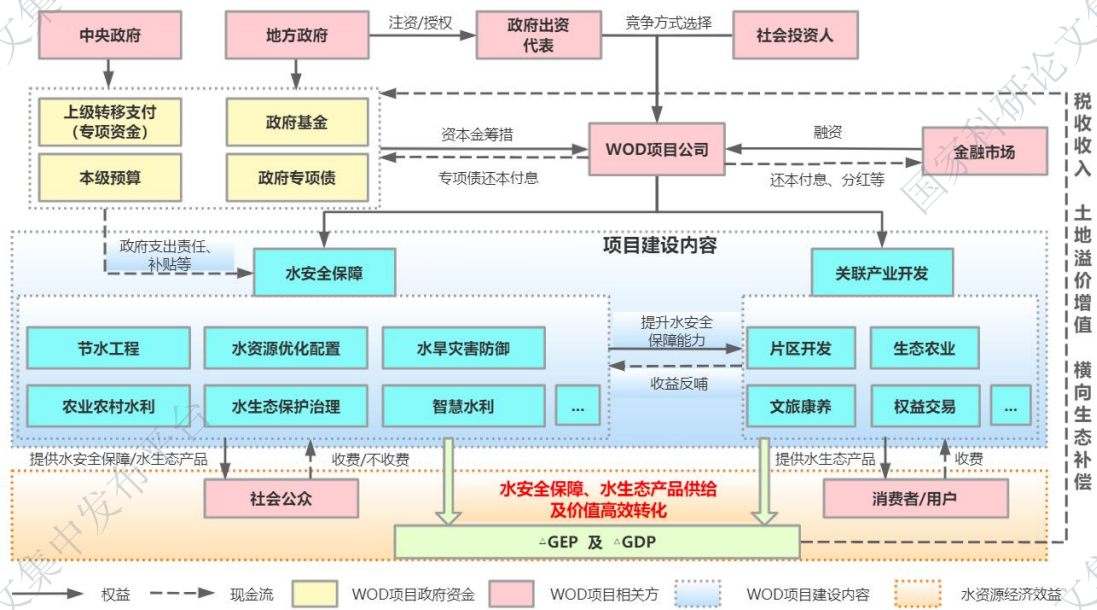 中央政府
地方政府
注资/授权
政府出资
代表
竞争方式选择
社会投资人
上级转移支付
(专项资金)
政府基金
本级预算
政府专项债
资本金筹措
专项债还本付息
WOD项目公司
融资
还本付息、分红等
金融市场
税收收入 土地溢价增值 横向生态补偿
政府支出责任、
补贴等
项目建设内容
水安全保障
关联产业开发
节水工程
水资源优化配置
水旱灾害防御
农业农村水利
水生态保护治理
智慧水利
...
提升水安全
保障能力
收益反哺
片区开发
生态农业
文旅康养
权益交易
...
提供水安全保障/水生态产品
收费/不收费
提供水生态产品
收费
社会公众
水安全保障、水生态产品供给
及价值高效转化
消费者/用户
△GEP 及 △GDP
权益
现金流
WOD项目政府资金
WOD项目相关方
WOD项目建设内容
水资源经济效益
国家科研论文
文集中发布平台